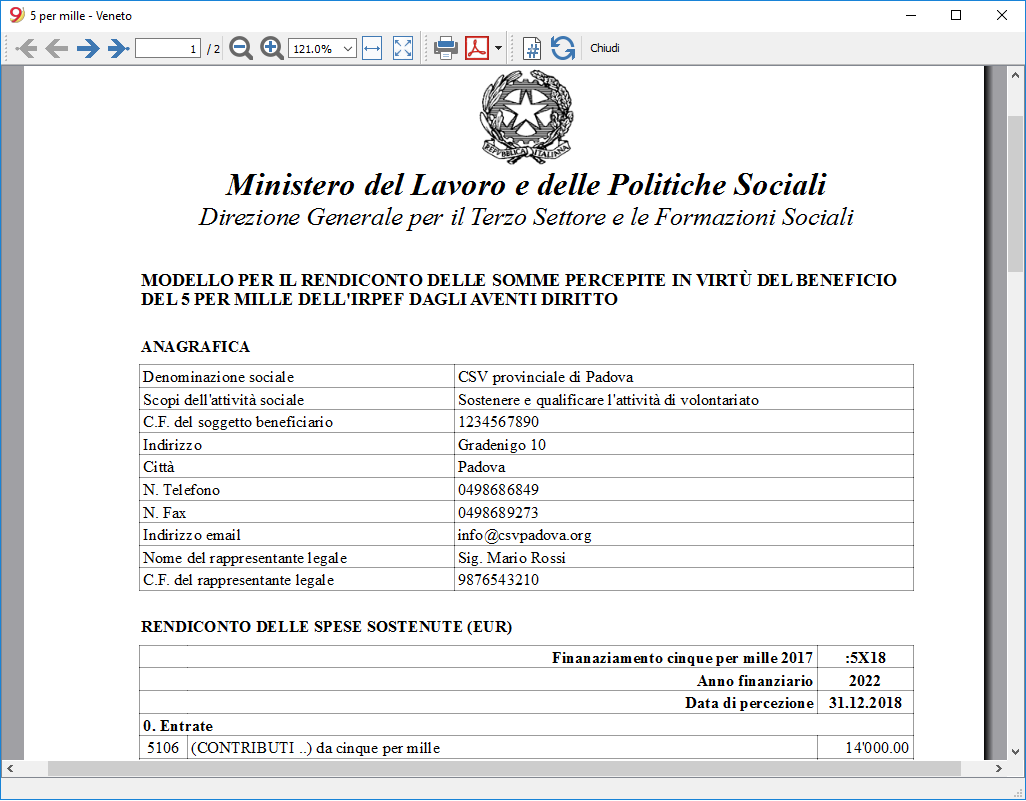 5 per mille - Veneto
1 / 2 121.0% Chiudi
REPVBBLICA ITALIANA
Ministero del Lavoro e delle Politiche Sociali
Direzione Generale per il Terzo Settore e le Formazioni Sociali
MODELLO PER IL RENDICONTO DELLE SOMME PERCEPITE IN VIRTÙ DEL BENEFICIO
DEL 5 PER MILLE DELL'IRPEF DAGLI AVENTI DIRITTO
ANAGRAFICA
Denominazione sociale CSV provinciale di Padova
Scopi dell'attività sociale Sostenere e qualificare l'attività di volontariato
C.F. del soggetto beneficiario 1234567890
Indirizzo Gradenigo 10
Città Padova
N. Telefono 0498686849
N. Fax 0498689273
Indirizzo email info@csvpadova.org
Nome del rappresentante legale Sig. Mario Rossi
C.F. del rappresentante legale 9876543210
RENDICONTO DELLE SPESE SOSTENUTE (EUR)
Finanaziamento cinque per mille 2017 :5X18
Anno finanziario 2022
Data di percezione 31.12.2018
0. Entrate
5106 (CONTRIBUTI ..) da cinque per mille 14'000.00